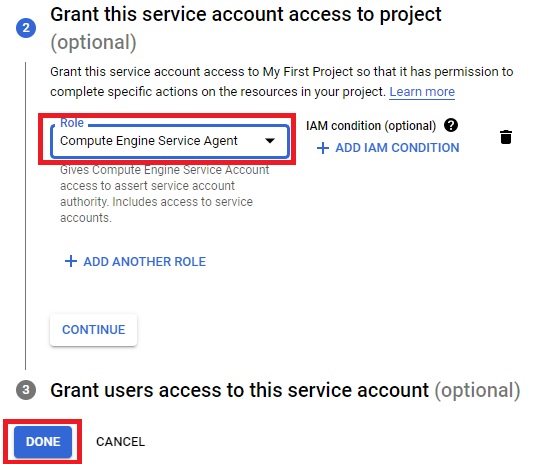 2
Grant this service account access to project
(optional)
Grant this service account access to My First Project so that it has permission to
complete specific actions on the resources in your project. Learn more
Role
Compute Engine Service Agent
IAM condition (optional) ?
+ ADD IAM CONDITION
Gives Compute Engine Service Account
access to assert service account
authority. Includes access to service
accounts.
+ ADD ANOTHER ROLE
CONTINUE
3
Grant users access to this service account (optional)
DONE CANCEL